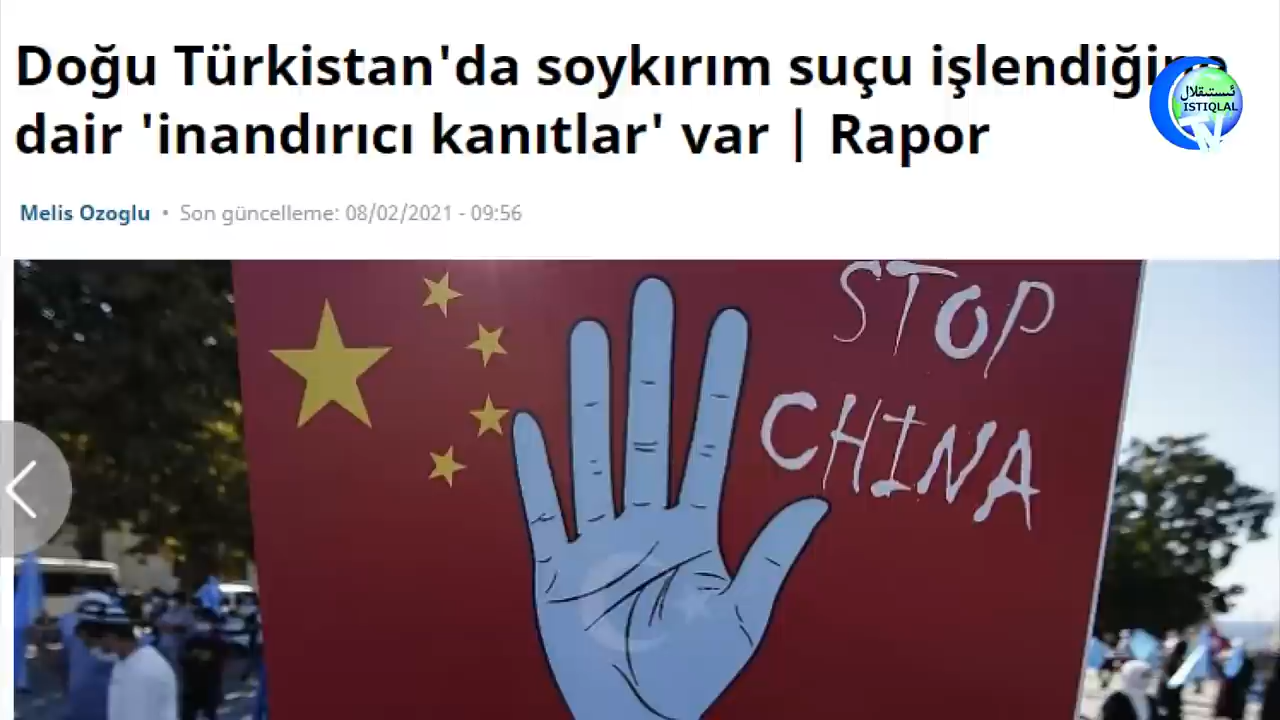 Doğu Türkistan'da soykırım suçu işlendiğine
dair 'inandırıcı kanıtlar' var | Rapor
ئىستىقلال
ISTIQLAL
TV
Melis Ozoglu • Son güncelleme: 08/02/2021 - 09:56
STOP
CHINA